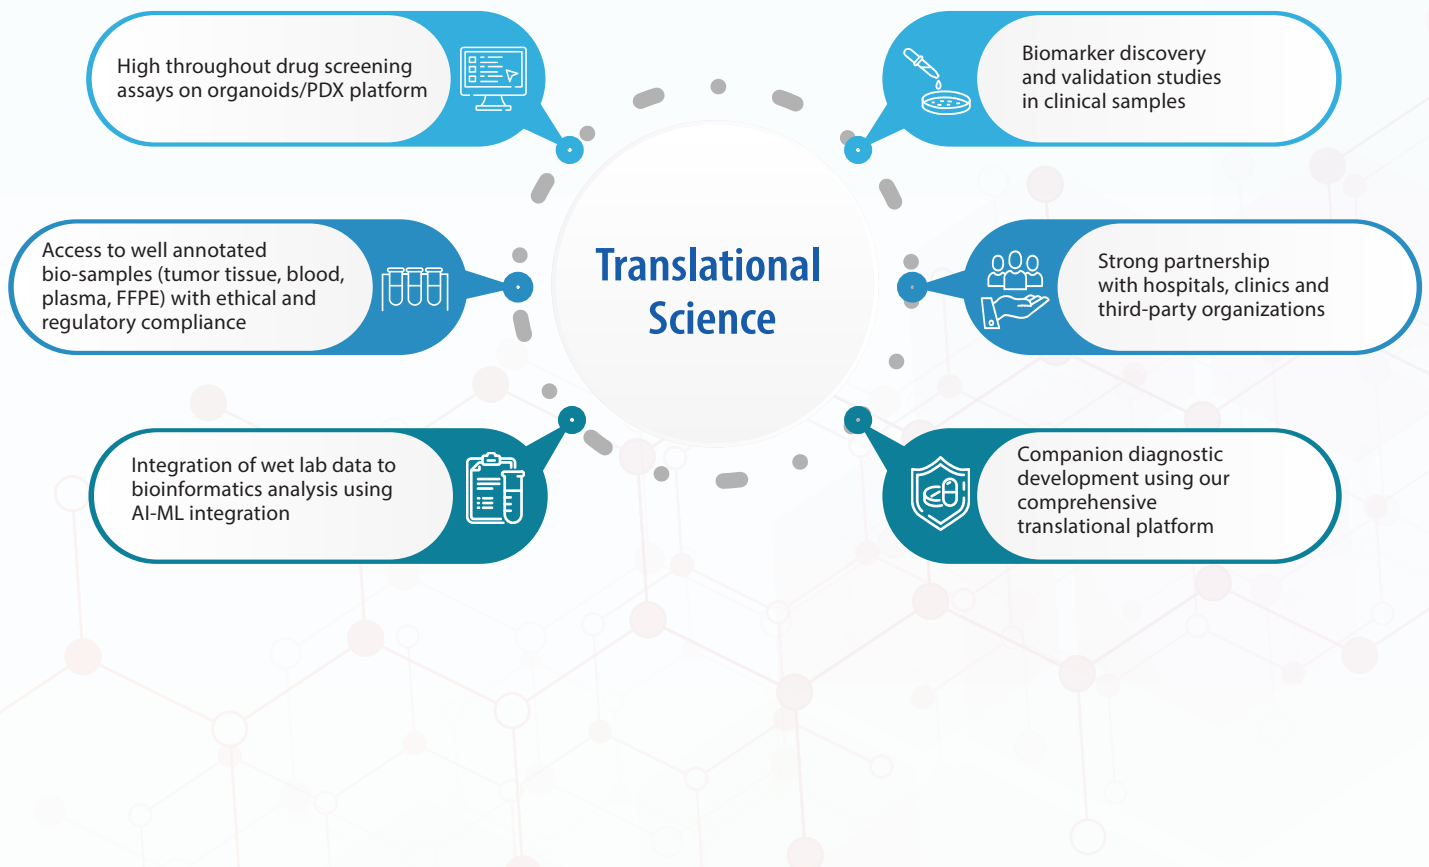 High throughout drug screening
assays on organoids/PDX platform
Access to well annotated
bio-samples (tumor tissue, blood,
plasma, FFPE) with ethical and
regulatory compliance
Integration of wet lab data to
bioinformatics analysis using
AI-ML integration
Translational
Science
Biomarker discovery
and validation studies
in clinical samples
Strong partnership
with hospitals, clinics and
third-party organizations
Companion diagnostic
development using our
comprehensive
translational platform